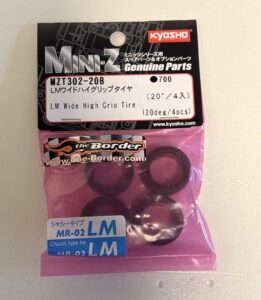 KYOSHO
MINI-Z
ミニッツシリーズ用
スペアパーツ&オプションパーツ
Genuine Parts
MZT302-20B ●700
LMワイドハイグリップタイヤ (20°/4入)
LM Wide High Grip Tire (20deg/4pcs)
www.kyosho.com
the Border
www.The-Border.com
シャシータイプ
MR-02 LM
Chassis type for
MR-02 LM